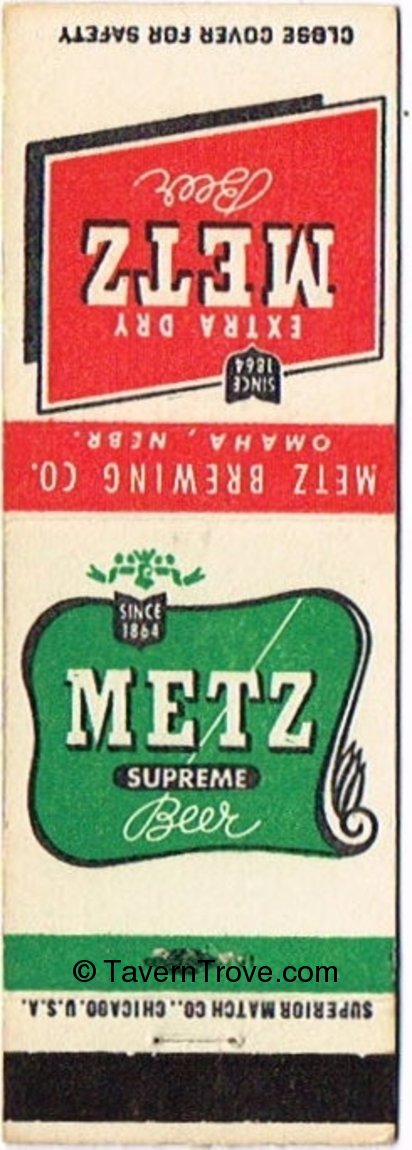 CLOSE COVER FOR SAFETY
Beer
METZ
EXTRA DRY
SINCE
1864
METZ BREWING CO.
OMAHA, NEBR.
SINCE
1864
METZ
SUPREME
Beer
© TavernTrove.com
SUPERIOR MATCH CO., CHICAGO, U.S.A.